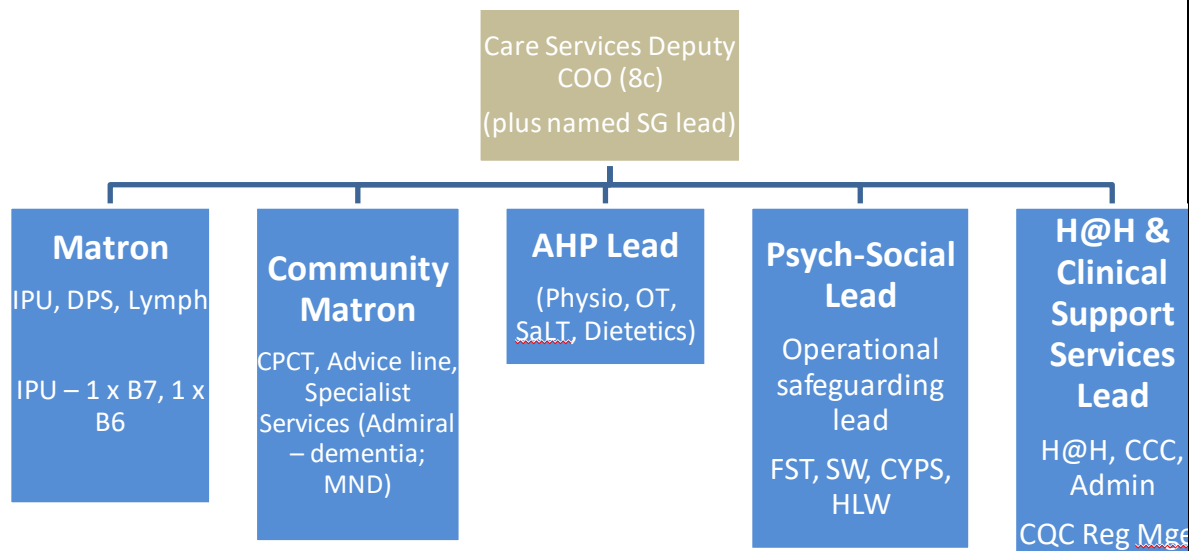 Care Services Deputy
COO (8c)
(plus named SG lead)
Matron
IPU, DPS, Lymph
IPU – 1 x B7, 1 x
B6
Community
Matron
CPCT, Advice line,
Specialist
Services (Admiral
– dementia;
MND)
AHP Lead
(Physio, OT,
SaLT, Dietetics)
Psych-Social
Lead
Operational
safeguarding
lead
FST, SW, CYPS,
HLW
H@H &
Clinical
Support
Services
Lead
H@H, CCC,
Admin
CQC Reg Mge